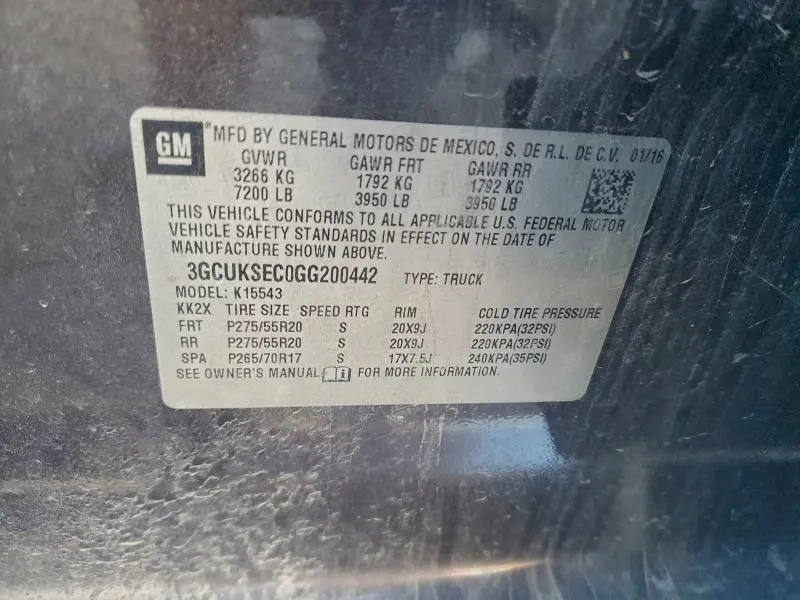 GM ® MFD BY GENERAL MOTORS DE MEXICO, S. DE R.L. DE C.V. 01/16
GVWR GAWR FRT GAWR RR
3266 KG 1792 KG 1792 KG
7200 LB 3950 LB 3950 LB
THIS VEHICLE CONFORMS TO ALL APPLICABLE U.S. FEDERAL MOTOR
VEHICLE SAFETY STANDARDS IN EFFECT ON THE DATE OF
MANUFACTURE SHOWN ABOVE.
3GCUKSEC0GG200442 TYPE: TRUCK
MODEL: K15543
KK2X TIRE SIZE SPEED RTG RIM COLD TIRE PRESSURE
FRT P275/55R20 S 20X9J 220KPA(32PSI)
RR P275/55R20 S 20X9J 220KPA(32PSI)
SPA P265/70R17 S 17X7.5J 240KPA(35PSI)
SEE OWNER'S MANUAL FOR MORE INFORMATION.